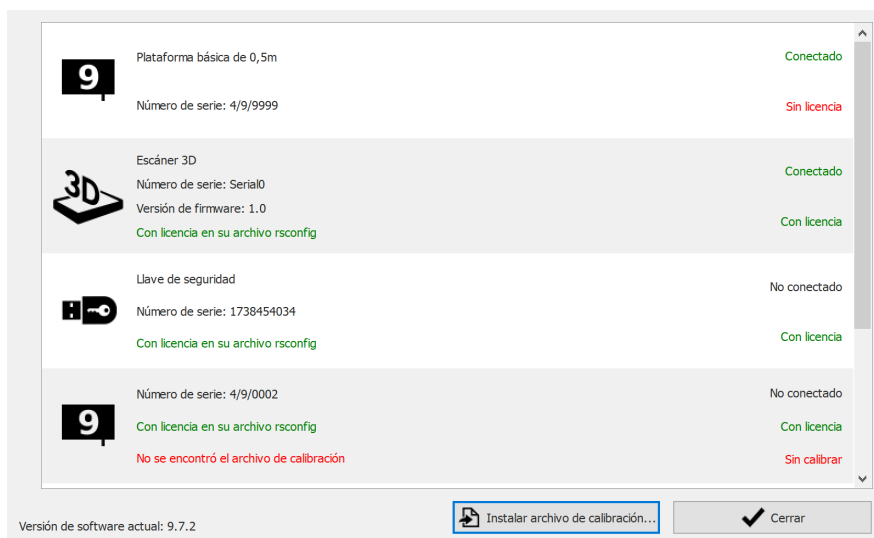 9
Plataforma básica de 0,5m
Conectado
Número de serie: 4/9/9999
Sin licencia
3D
Escáner 3D
Conectado
Número de serie: Serial0
Versión de firmware: 1.0
Con licencia
Con licencia en su archivo rsconfig
Llave de seguridad
No conectado
Número de serie: 1738454034
Con licencia en su archivo rsconfig
Con licencia
9
Número de serie: 4/9/0002
No conectado
Con licencia en su archivo rsconfig
Con licencia
No se encontró el archivo de calibración
Sin calibrar
Versión de software actual: 9.7.2
Instalar archivo de calibración...
Cerrar